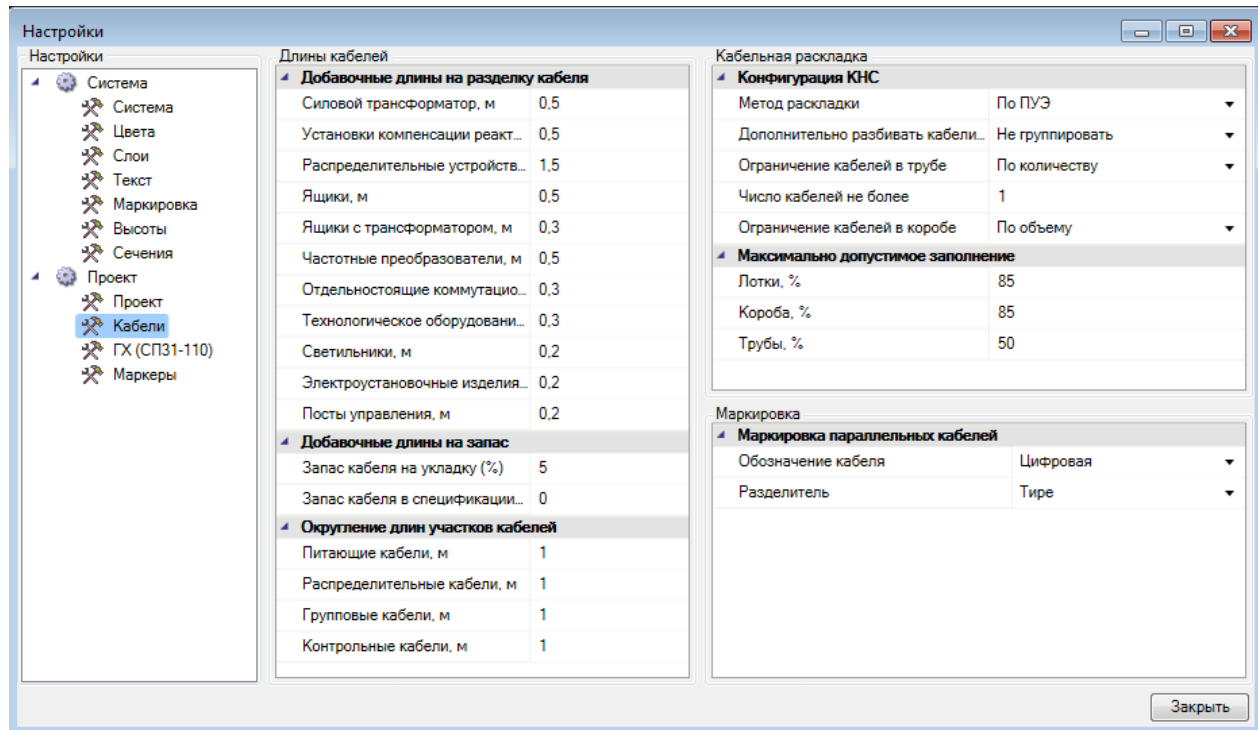 Настройки
Настройки
Система
Система
Цвета
Слои
Текст
Маркировка
Высоты
Сечения
Проект
Проект
Кабели
ГХ (СП31-110)
Маркеры
Длины кабелей
Добавочные длины на разделку кабеля
Силовой трансформатор, м 0,5
Установки компенсации реакт... 0,5
Распределительные устройств... 1,5
Ящики, м 0,5
Ящики с трансформатором, м 0,3
Частотные преобразователи, м 0,5
Отдельностоящие коммутацио... 0,3
Технологическое оборудовани... 0,3
Светильники, м 0,2
Электроустановочные изделия... 0,2
Посты управления, м 0,2
Добавочные длины на запас
Запас кабеля на укладку (%) 5
Запас кабеля в спецификации... 0
Округление длин участков кабелей
Питающие кабели, м 1
Распределительные кабели, м 1
Групповые кабели, м 1
Контрольные кабели, м 1
Кабельная раскладка
Конфигурация КНС
Метод раскладки По ПУЭ
Дополнительно разбивать кабели... Не группировать
Ограничение кабелей в трубе По количеству
Число кабелей не более 1
Ограничение кабелей в коробе По объему
Максимально допустимое заполнение
Лотки, % 85
Короба, % 85
Трубы, % 50
Маркировка
Маркировка параллельных кабелей
Обозначение кабеля Цифровая
Разделитель Тире
Закрыть